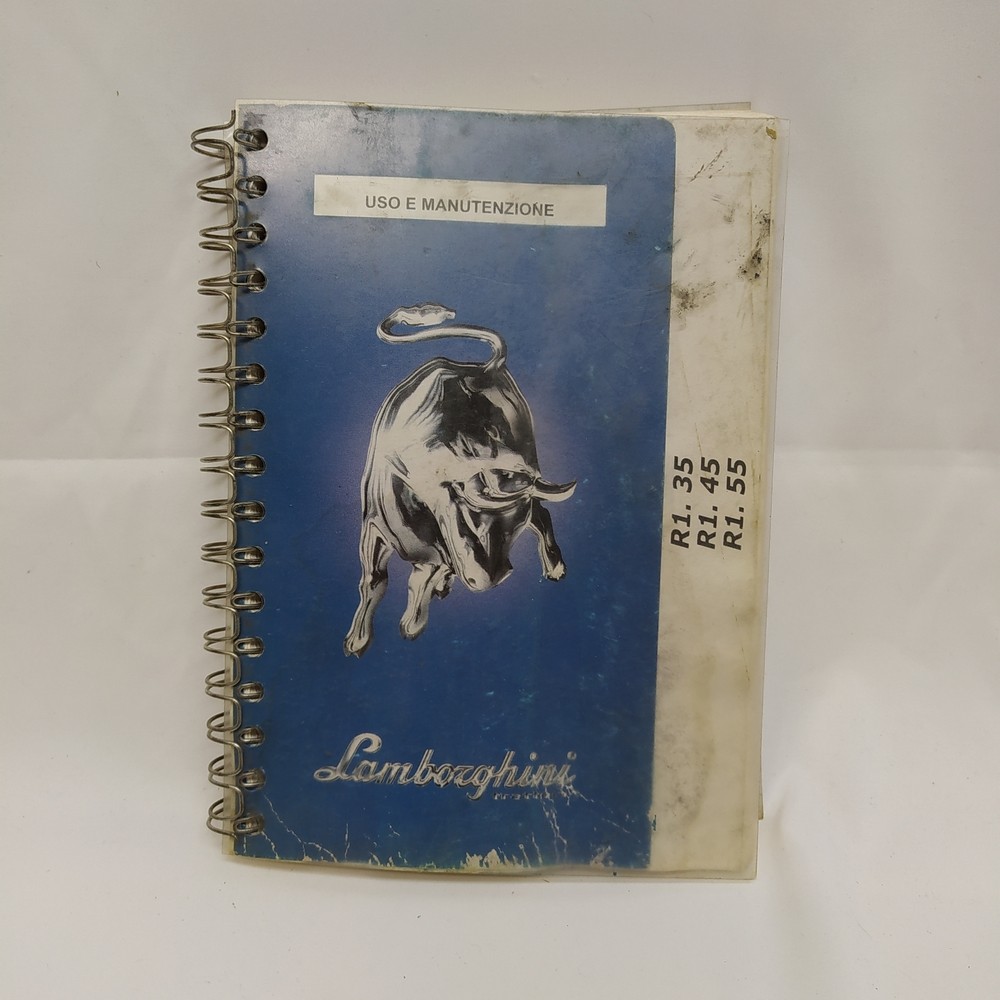 USO E MANUTENZIONE
Lamborghini
R1. 35
R1. 45
R1. 55